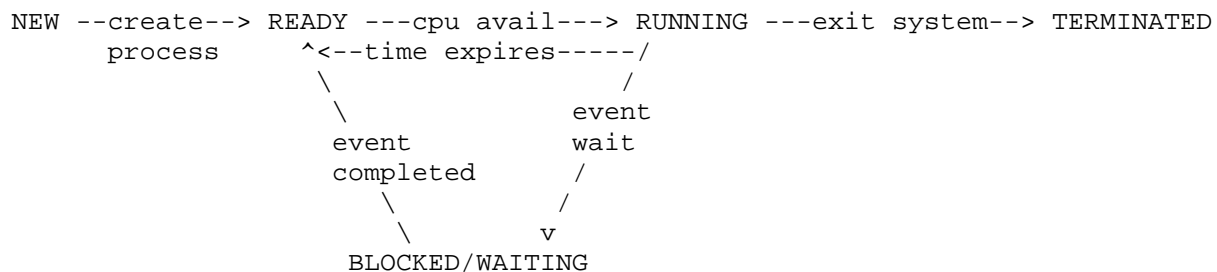 NEW --create--> READY ---cpu avail---> RUNNING ---exit system--> TERMINATED
process ^<--time expires-----/
\ /
\ event
event wait
completed /
\ /
\ v
BLOCKED/WAITING